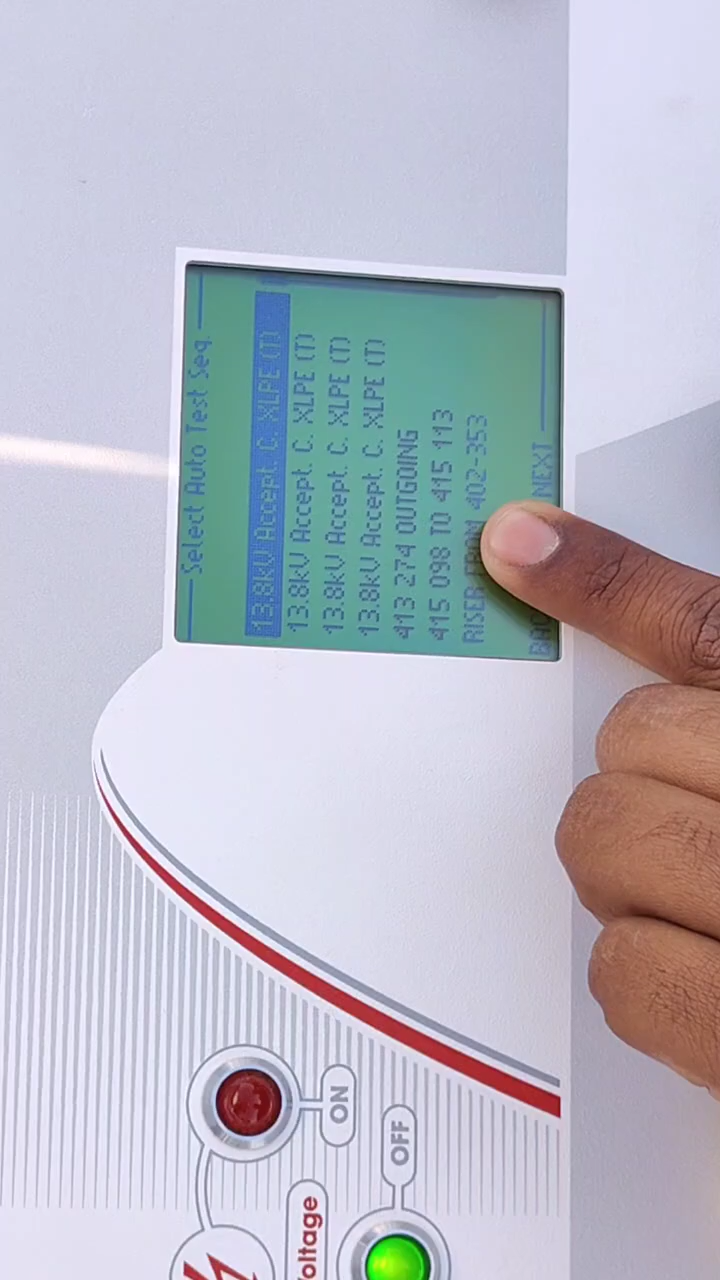 Select Auto Test Seq.
13.8kV Accept. C. XLPE (T)
13.8kV Accept. C. XLPE (T)
13.8kV Accept. C. XLPE (T)
13.8kV Accept. C. XLPE (T)
413 274 OUTGOING
415 098 TO 415 113
RISER FROM 402-353
NEXT
ON
OFF